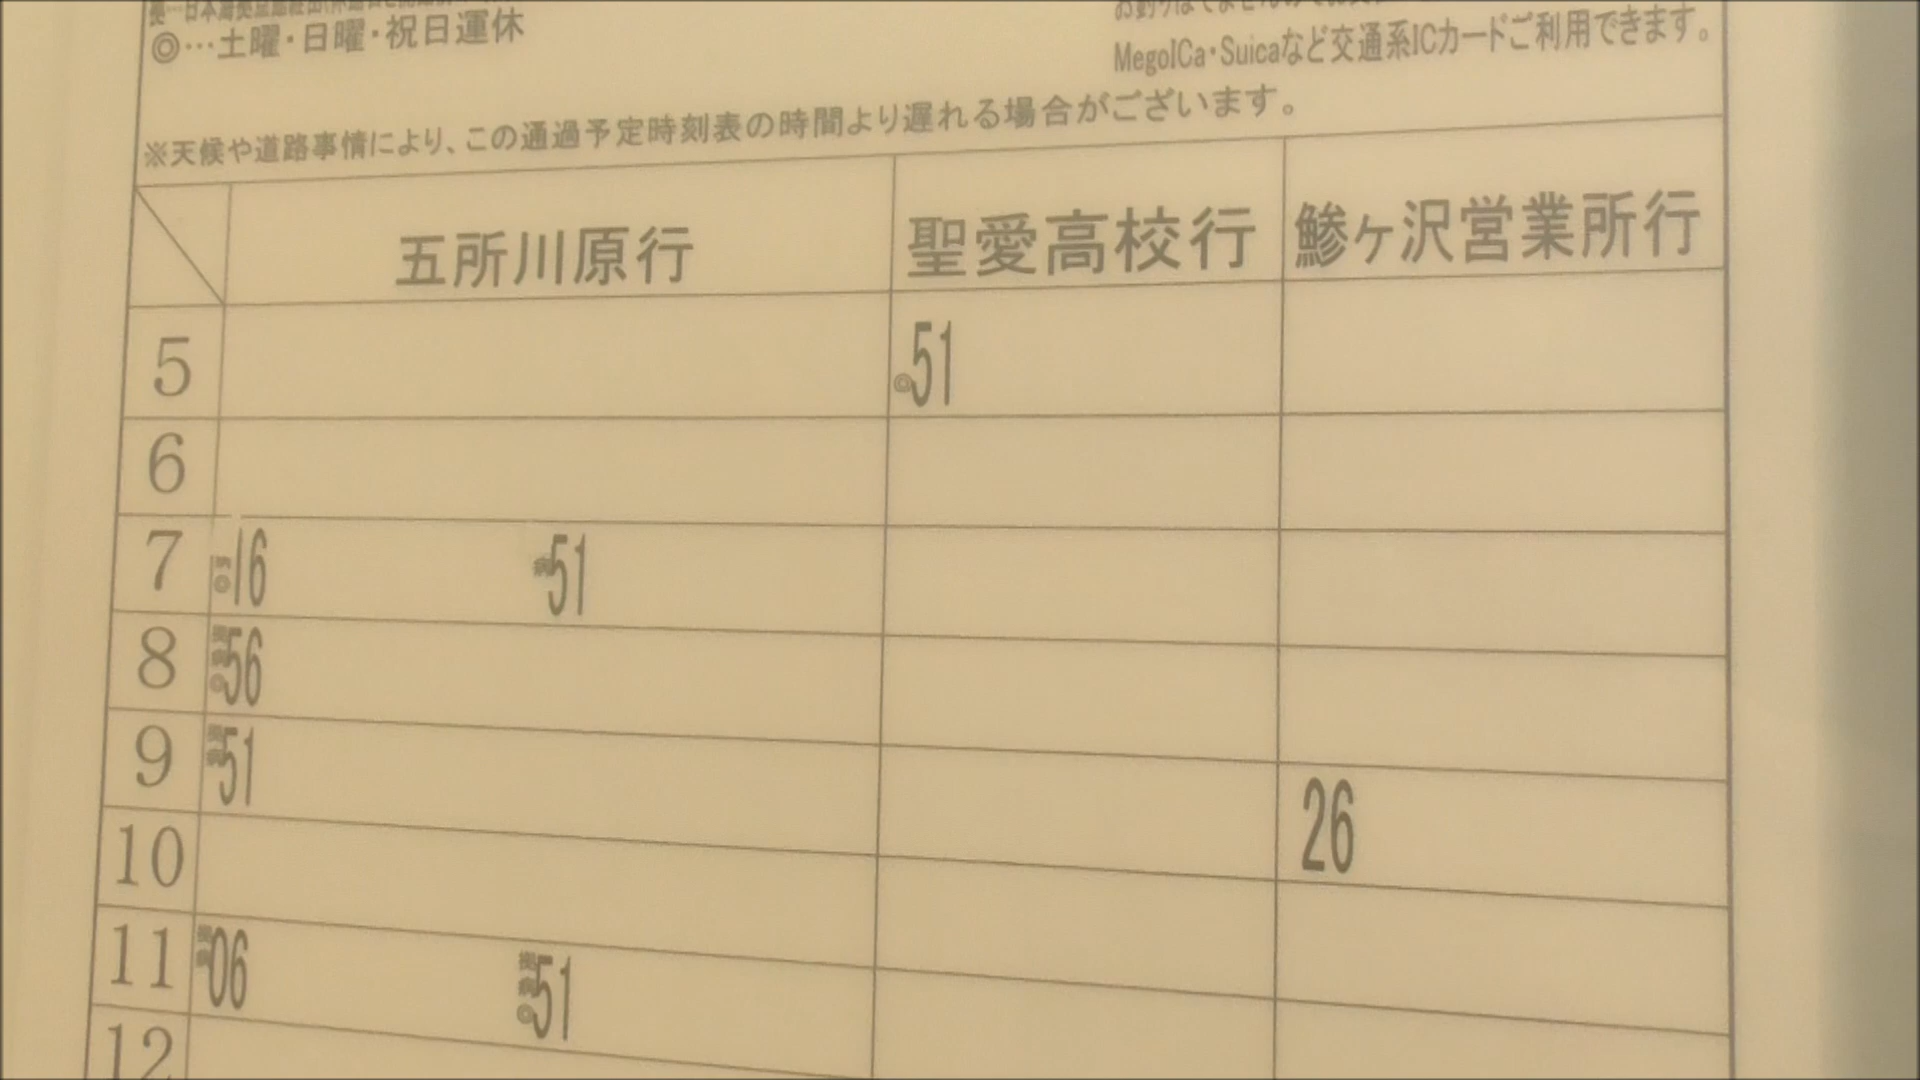 ◎…土曜・日曜・祝日運休
MegoICa・Suicaなど交通系ICカードご利用できます。
※天候や道路事情により、この通過予定時刻表の時間より遅れる場合がございます。
五所川原行 聖愛高校行 鰺ヶ沢営業所行
5 ◎51
6
7 ◎16 病51
8 ◎56
9 51 26
10
11 06 ◎51
12